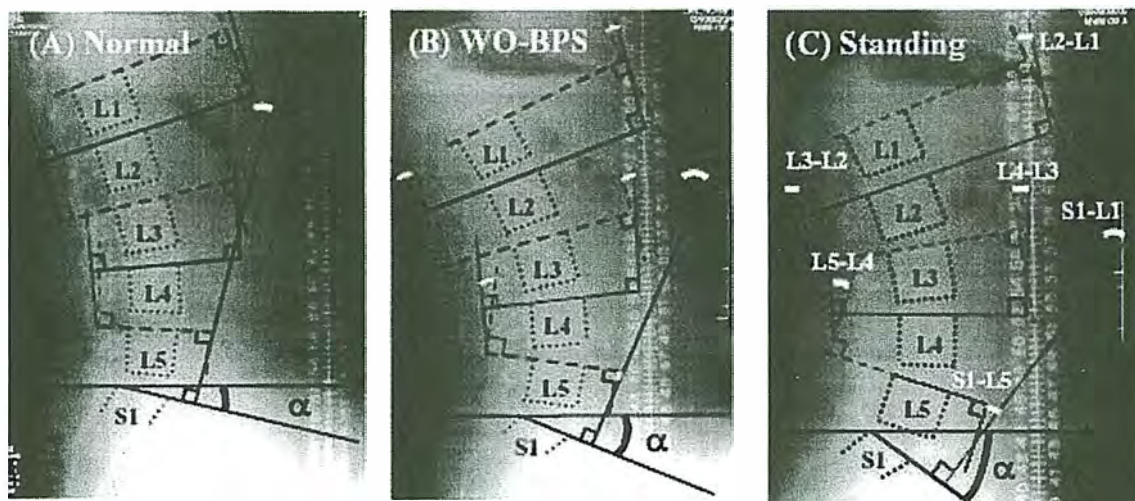 (A) Normal
L1
L2
L3
L4
L5
S1
α
(B) WO-BPS
L1
L2
L3
L4
L5
S1
α
(C) Standing
L2-L1
L1
L3-L2
L4-L3
L2
S1-L1
L3
L5-L4
L4
S1-L5
L5
S1
α